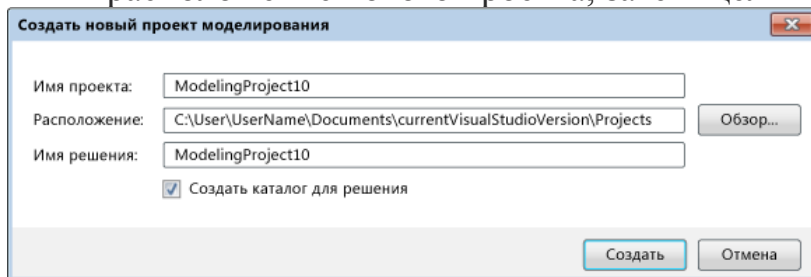 Создать новый проект моделирования
Имя проекта: ModelingProject10
Расположение: C:\User\UserName\Documents\currentVisualStudioVersion\Projects Обзор...
Имя решения: ModelingProject10
Создать каталог для решения
Создать Отмена